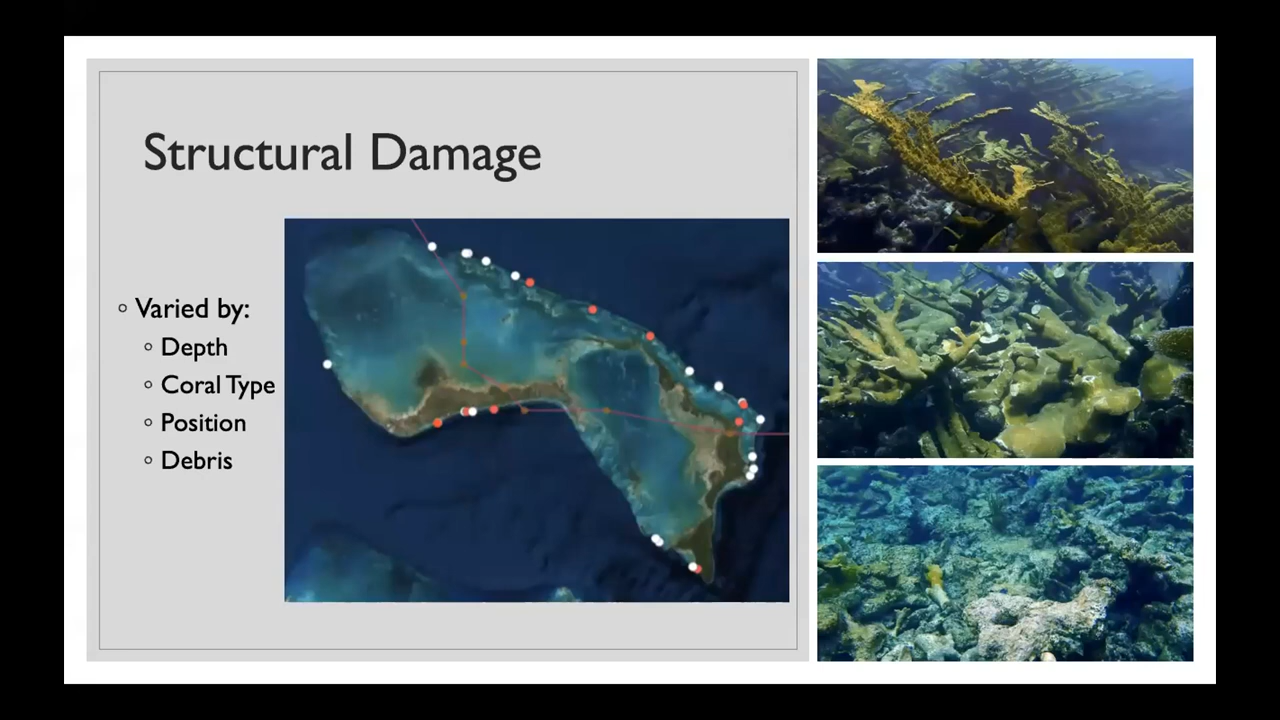 Structural Damage
Varied by:
Depth
Coral Type
Position
Debris